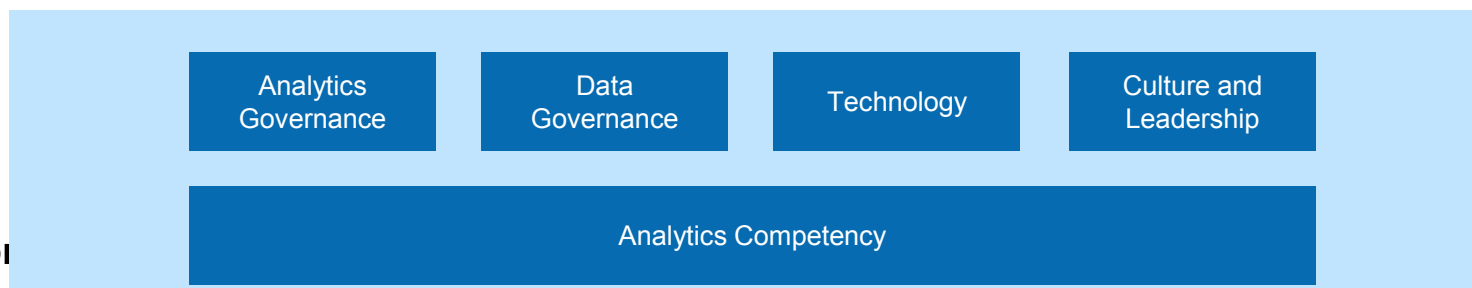 Analytics
Governance
Data
Governance
Technology
Culture and
Leadership
Analytics Competency